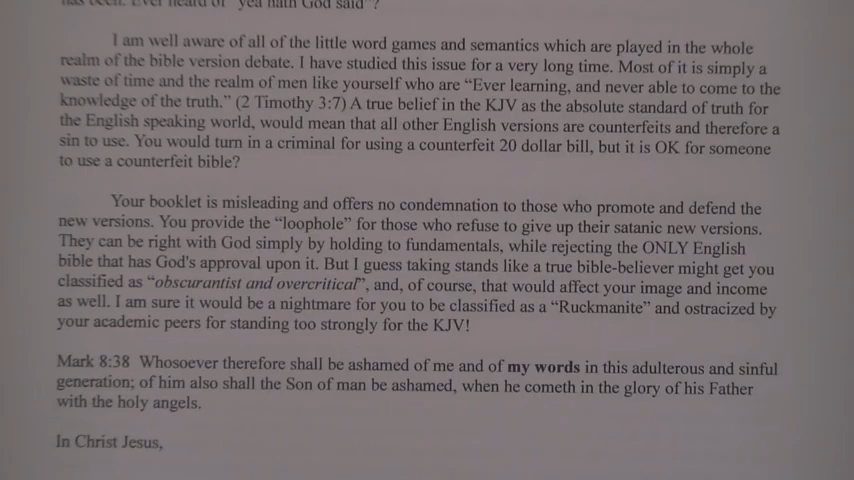 has been. Ever heard of "yea hath God said"?
I am well aware of all of the little word games and semantics which are played in the whole
realm of the bible version debate. I have studied this issue for a very long time. Most of it is simply a
waste of time and the realm of men like yourself who are “Ever learning, and never able to come to the
knowledge of the truth.” (2 Timothy 3:7) A true belief in the KJV as the absolute standard of truth for
the English speaking world, would mean that all other English versions are counterfeits and therefore a
sin to use. You would turn in a criminal for using a counterfeit 20 dollar bill, but it is OK for someone
to use a counterfeit bible?
Your booklet is misleading and offers no condemnation to those who promote and defend the
new versions. You provide the “loophole” for those who refuse to give up their satanic new versions.
They can be right with God simply by holding to fundamentals, while rejecting the ONLY English
bible that has God's approval upon it. But I guess taking stands like a true bible-believer might get you
classified as “obscurantist and overcritical”, and, of course, that would affect your image and income
as well. I am sure it would be a nightmare for you to be classified as a “Ruckmanite” and ostracized by
your academic peers for standing too strongly for the KJV!
Mark 8:38 Whosoever therefore shall be ashamed of me and of my words in this adulterous and sinful
generation; of him also shall the Son of man be ashamed, when he cometh in the glory of his Father
with the holy angels.
In Christ Jesus,